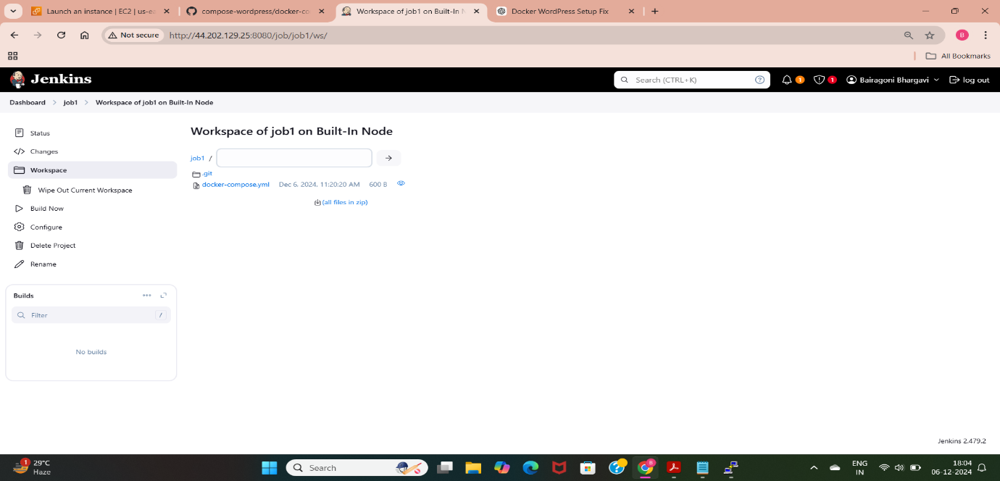 Launch an instance | EC2 | us-es
compose-wordpress/docker-co
Workspace of job1 on Built-In N
Docker WordPress Setup Fix
Not secure
http://44.202.129.25:8080/job/job1/ws/
B
All Bookmarks
Jenkins
Search (CTRL+K)
?
1
1
Bairagoni Bhargavi
log out
Dashboard
job1
Workspace of job1 on Built-In Node
Status
Changes
Workspace
Wipe Out Current Workspace
Build Now
Configure
Delete Project
Rename
Builds
Filter
/
No builds
Workspace of job1 on Built-In Node
job1 /
.git
docker-compose.yml Dec 6, 2024, 11:20:20 AM 600 B
(all files in zip)
Jenkins 2.479.2
1
29°C
Haze
Search
B
ENG
IN
18:04
06-12-2024